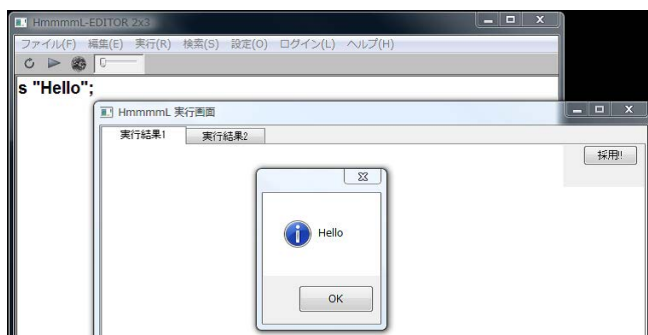 HmmmmL-EDITOR 2x3
ファイル(F) 編集(E) 実行(R) 検索(S) 設定(O) ログイン(L) ヘルプ(H)
0
s "Hello";
HmmmmL 実行画面
実行結果1 実行結果2
採用!!
Hello
OK